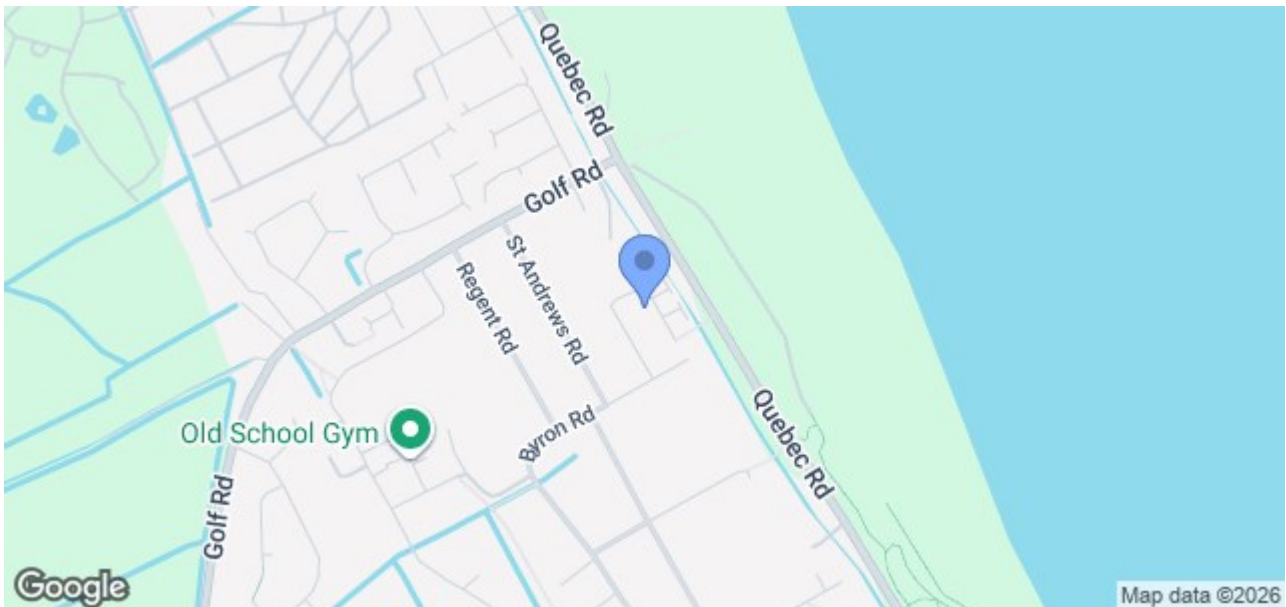 Quebec Rd
Golf Rd
St Andrews Rd
Regent Rd
Quebec Rd
Byron Rd
Old School Gym
Golf Rd
Google
Map data ©2026